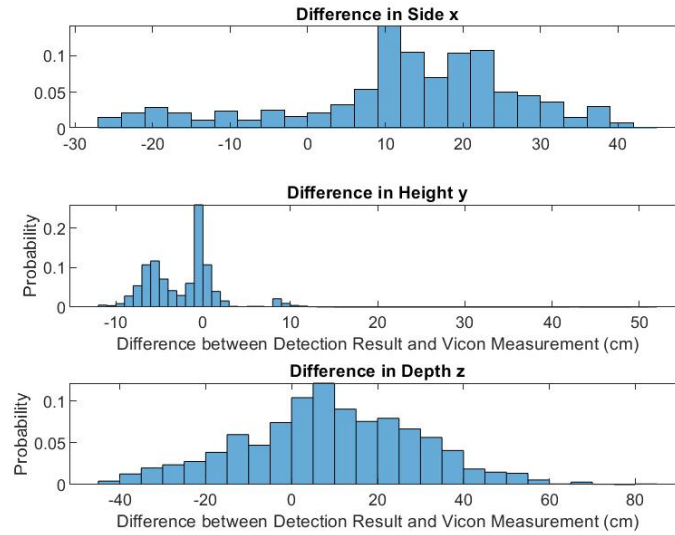 Difference in Side x
0.1
0.05
0
-30 -20 -10 0 10 20 30 40
Difference in Height y
Probability
0.2
0.1
0
-10 0 10 20 30 40 50
Difference between Detection Result and Vicon Measurement (cm)
Difference in Depth z
Probability
0.1
0.05
0
-40 -20 0 20 40 60 80
Difference between Detection Result and Vicon Measurement (cm)